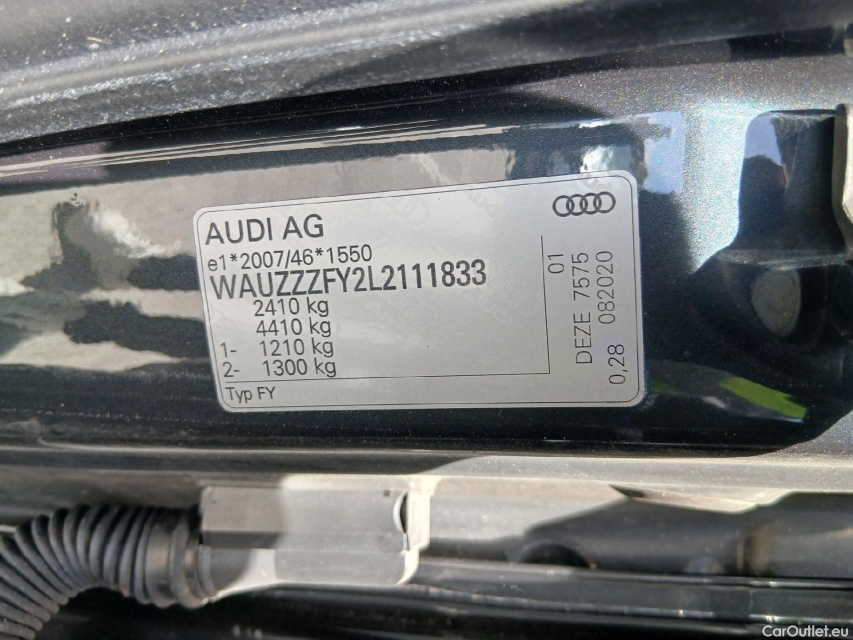 AUDI AG
e1*2007/46*1550
WAUZZZFY2L2111833
2410 kg
4410 kg
1- 1210 kg
2- 1300 kg
Typ FY
01
DEZE 7575
0,28 082020
CarOutlet.eu